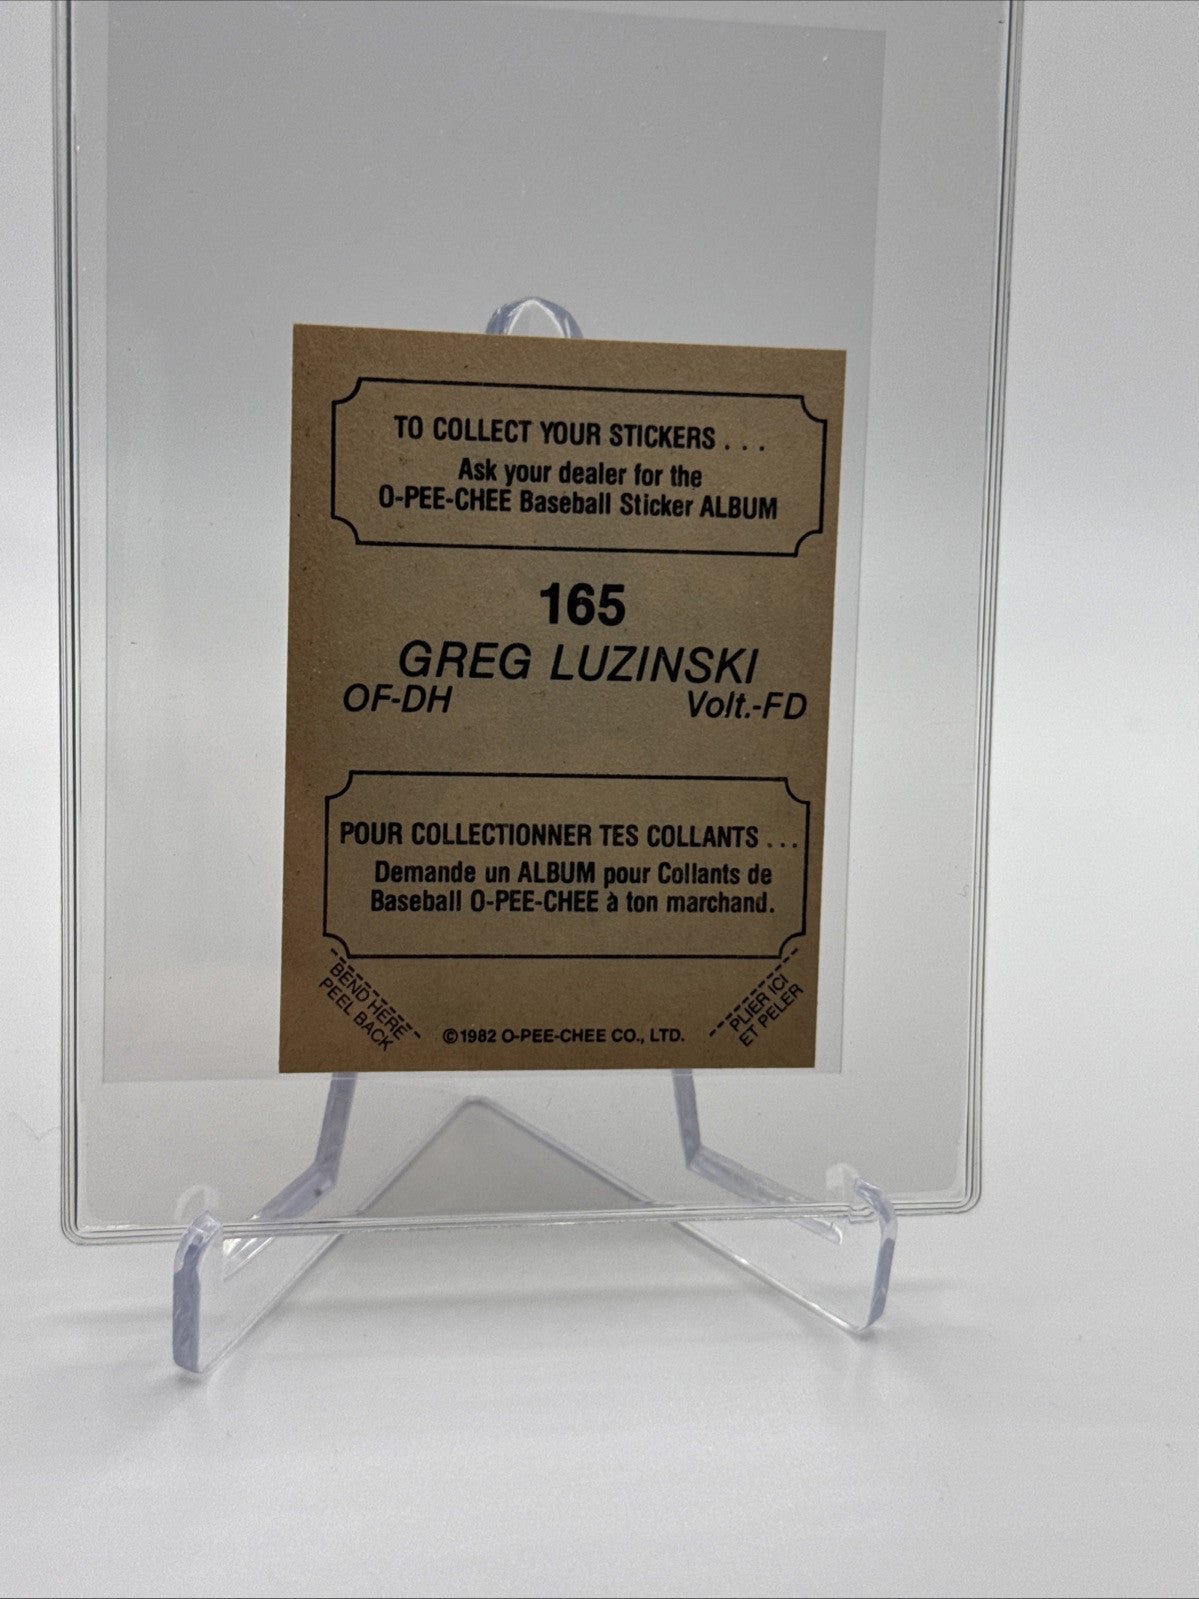 TO COLLECT YOUR STICKERS . . .
Ask your dealer for the
O-PEE-CHEE Baseball Sticker ALBUM
165
GREG LUZINSKI
OF-DH Volt.-FD
POUR COLLECTIONNER TES COLLANTS . . .
Demande un ALBUM pour Collants de
Baseball O-PEE-CHEE à ton marchand.
BEND HERE
PEEL BACK
©1982 O-PEE-CHEE CO., LTD.
PLIER ICI
ET PELER